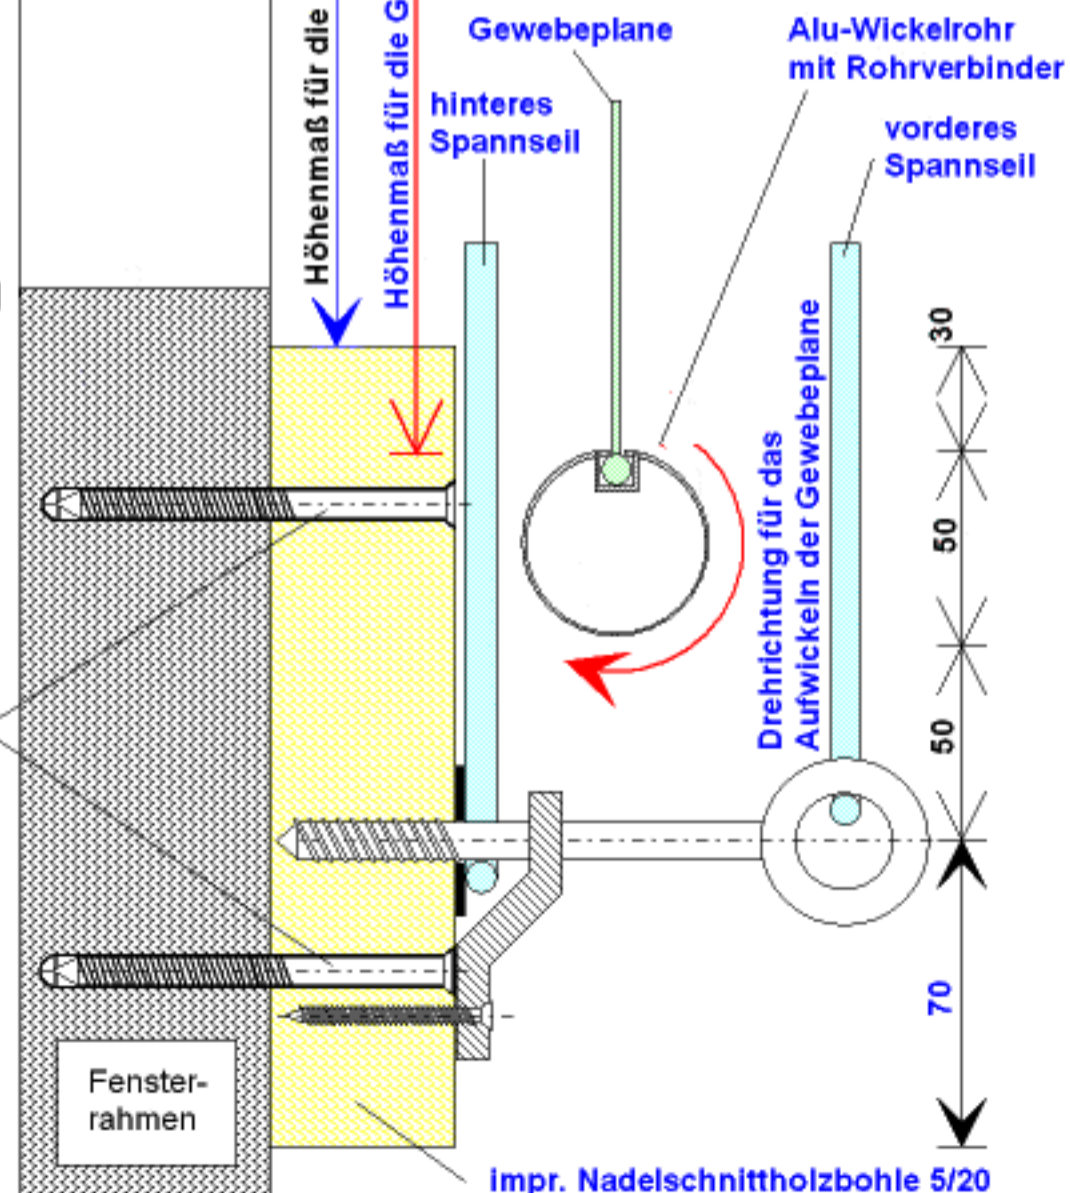 Gewebeplane
Alu-Wickelrohr
mit Rohrverbinder
hinteres
Spannseil
vorderes
Spannseil
Höhenmaß für die
Höhenmaß für die G
Drehrichtung für das
Aufwickeln der Gewebeplane
30
50
50
70
Fenster-
rahmen
impr. Nadelschnittholzbohle 5/20